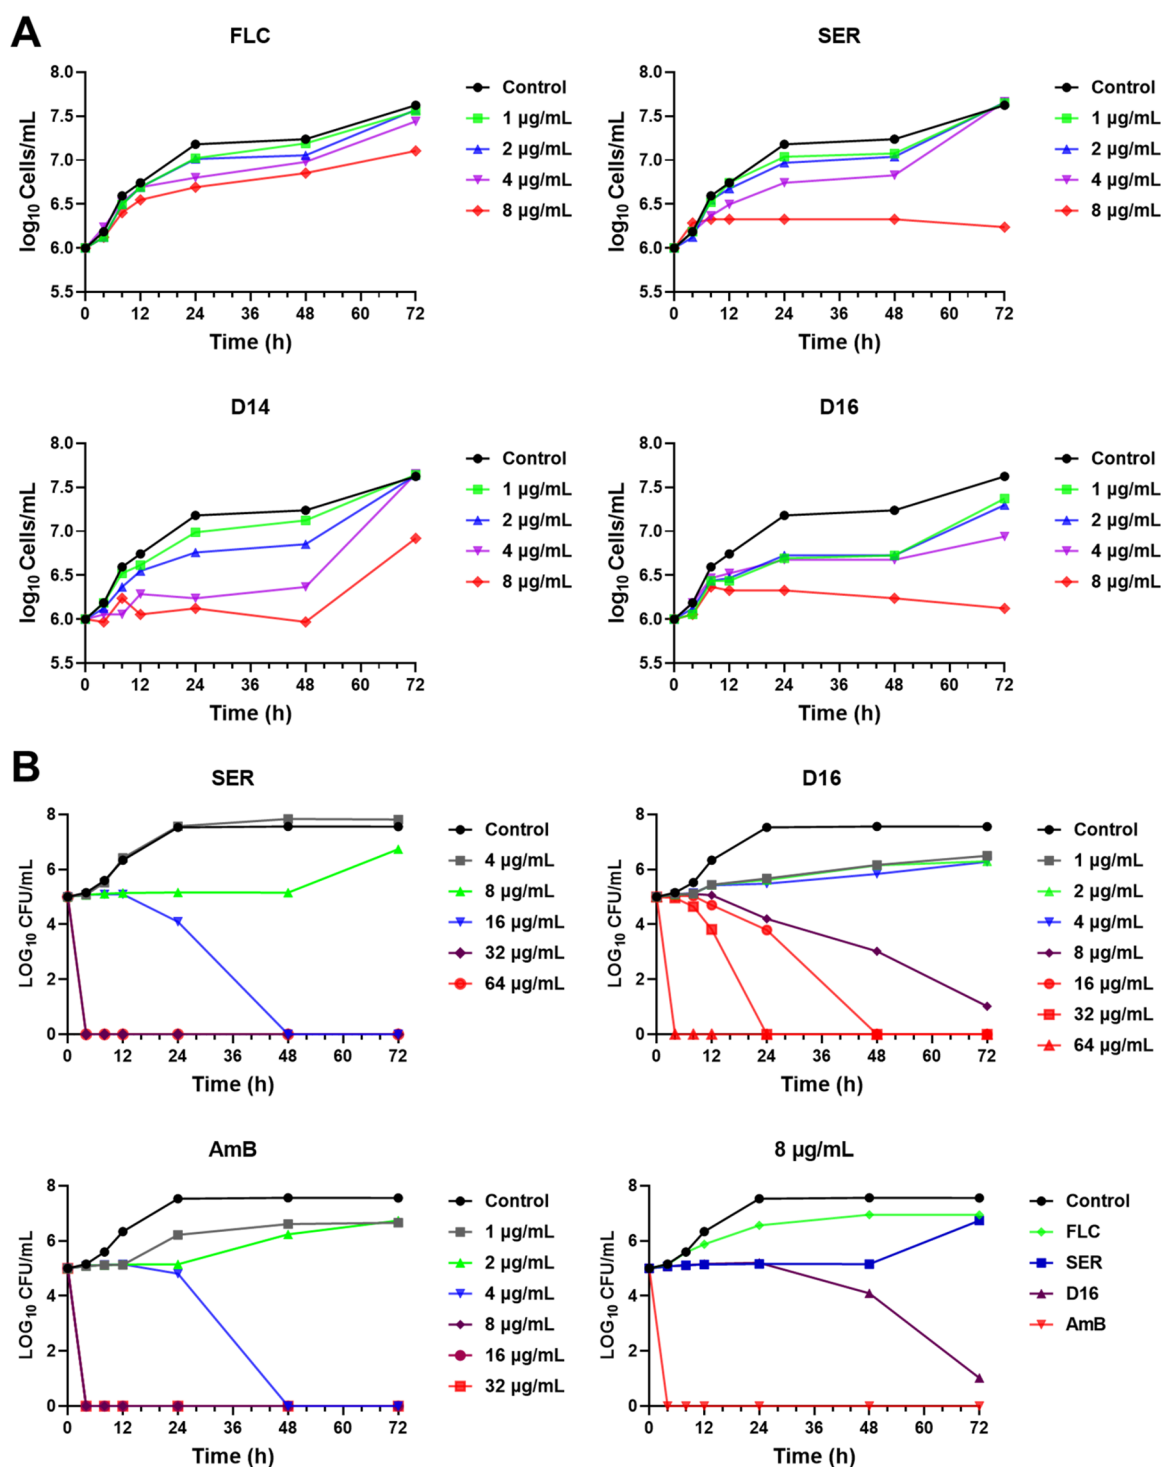 A
FLC
log10 Cells/mL
8.0
7.5
7.0
6.5
6.0
5.5
0 12 24 36 48 60 72
Time (h)
Control
1 µg/mL
2 µg/mL
4 µg/mL
8 µg/mL
SER
log10 Cells/mL
8.0
7.5
7.0
6.5
6.0
5.5
0 12 24 36 48 60 72
Time (h)
Control
1 µg/mL
2 µg/mL
4 µg/mL
8 µg/mL
D14
log10 Cells/mL
8.0
7.5
7.0
6.5
6.0
5.5
0 12 24 36 48 60 72
Time (h)
Control
1 µg/mL
2 µg/mL
4 µg/mL
8 µg/mL
D16
log10 Cells/mL
8.0
7.5
7.0
6.5
6.0
5.5
0 12 24 36 48 60 72
Time (h)
Control
1 µg/mL
2 µg/mL
4 µg/mL
8 µg/mL
B
SER
LOG10 CFU/mL
8
6
4
2
0
0 12 24 36 48 60 72
Time (h)
Control
4 µg/mL
8 µg/mL
16 µg/mL
32 µg/mL
64 µg/mL
D16
LOG10 CFU/mL
8
6
4
2
0
0 12 24 36 48 60 72
Time (h)
Control
1 µg/mL
2 µg/mL
4 µg/mL
8 µg/mL
16 µg/mL
32 µg/mL
64 µg/mL
AmB
LOG10 CFU/mL
8
6
4
2
0
0 12 24 36 48 60 72
Time (h)
Control
1 µg/mL
2 µg/mL
4 µg/mL
8 µg/mL
16 µg/mL
32 µg/mL
8 µg/mL
LOG10 CFU/mL
8
6
4
2
0
0 12 24 36 48 60 72
Time (h)
Control
FLC
SER
D16
AmB